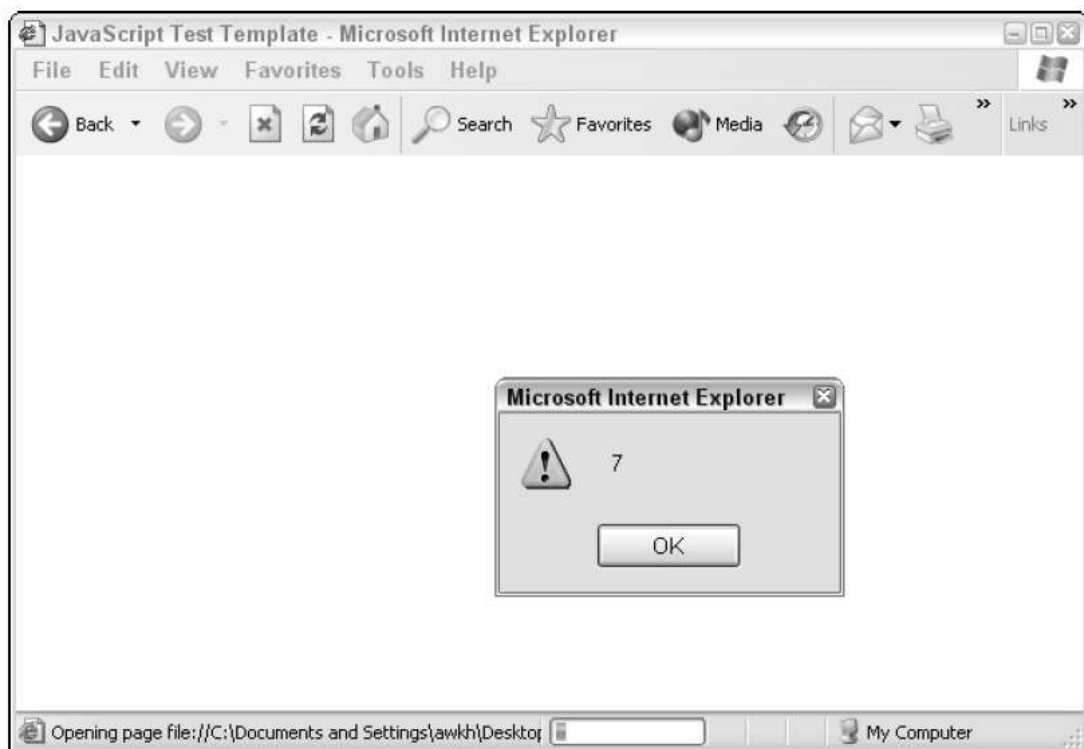 JavaScript Test Template - Microsoft Internet Explorer
File Edit View Favorites Tools Help
Back Search Favorites Media » Links »
Microsoft Internet Explorer
7
OK
Opening page file://C:\Documents and Settings\awkh\Desktop My Computer